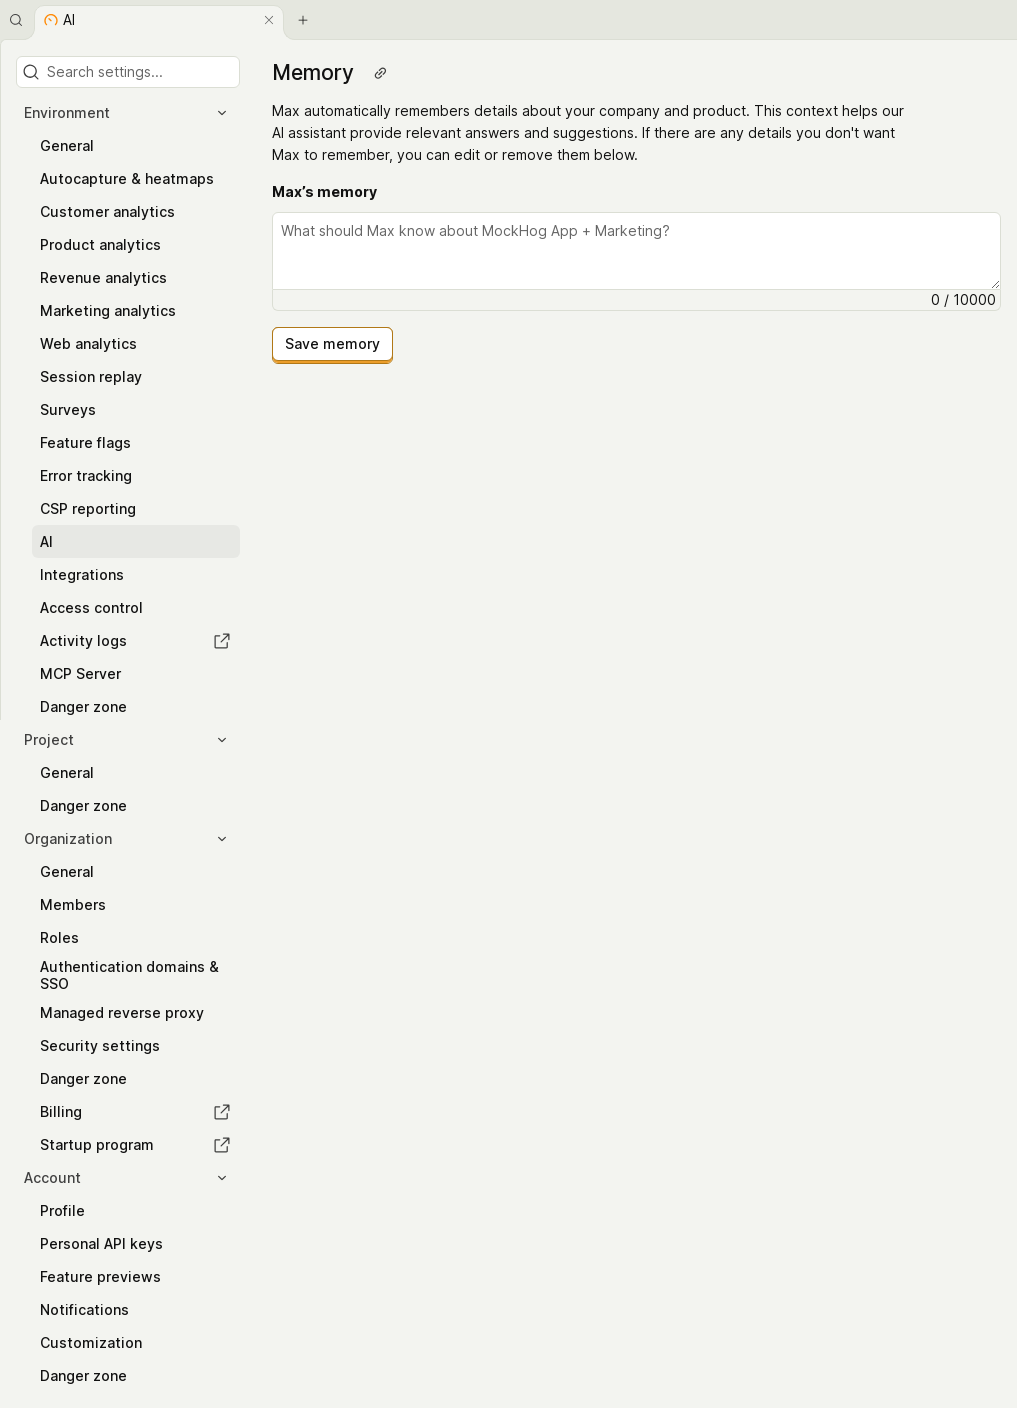 AI
Search settings...
Environment
General
Autocapture & heatmaps
Customer analytics
Product analytics
Revenue analytics
Marketing analytics
Web analytics
Session replay
Surveys
Feature flags
Error tracking
CSP reporting
AI
Integrations
Access control
Activity logs
MCP Server
Danger zone
Project
General
Danger zone
Organization
General
Members
Roles
Authentication domains &
SSO
Managed reverse proxy
Security settings
Danger zone
Billing
Startup program
Account
Profile
Personal API keys
Feature previews
Notifications
Customization
Danger zone
Memory
Max automatically remembers details about your company and product. This context helps our
AI assistant provide relevant answers and suggestions. If there are any details you don't want
Max to remember, you can edit or remove them below.
Max’s memory
What should Max know about MockHog App + Marketing?
0 / 10000
Save memory